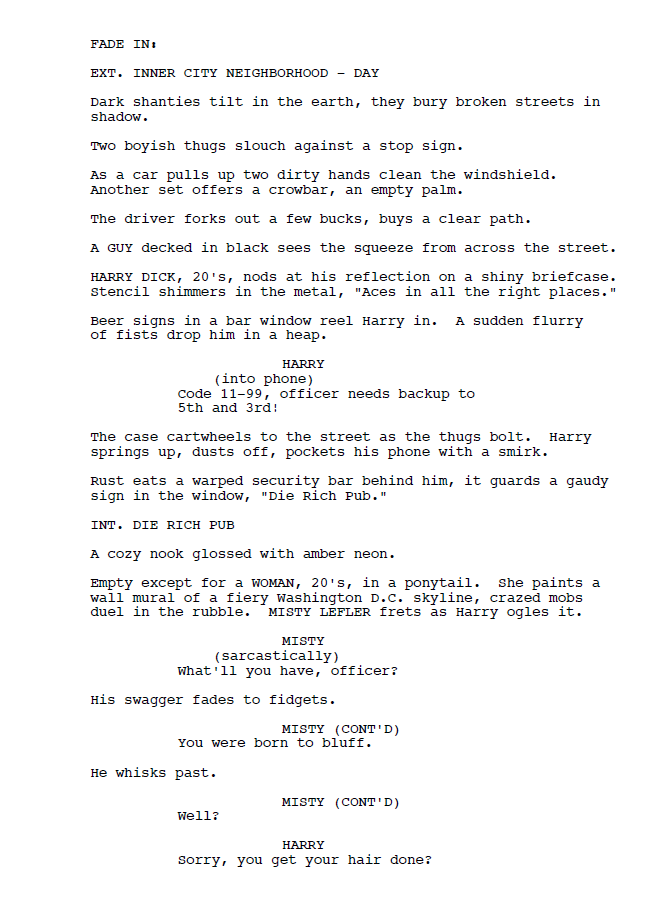 FADE IN:
EXT. INNER CITY NEIGHBORHOOD – DAY
Dark shanties tilt in the earth, they bury broken streets in
shadow.
Two boyish thugs slouch against a stop sign.
As a car pulls up two dirty hands clean the windshield.
Another set offers a crowbar, an empty palm.
The driver forks out a few bucks, buys a clear path.
A GUY decked in black sees the squeeze from across the street.
HARRY DICK, 20's, nods at his reflection on a shiny briefcase.
Stencil shimmers in the metal, "Aces in all the right places."
Beer signs in a bar window reel Harry in.  A sudden flurry
of fists drop him in a heap.
HARRY
(into phone)
Code 11–99, officer needs backup to
5th and 3rd!
The case cartwheels to the street as the thugs bolt.  Harry
springs up, dusts off, pockets his phone with a smirk.
Rust eats a warped security bar behind him, it guards a gaudy
sign in the window, "Die Rich Pub."
INT. DIE RICH PUB
A cozy nook glossed with amber neon.
Empty except for a WOMAN, 20's, in a ponytail.  She paints a
wall mural of a fiery Washington D.C. skyline, crazed mobs
duel in the rubble.  MISTY LEFLER frets as Harry ogles it.
MISTY
(sarcastically)
What'll you have, officer?
His swagger fades to fidgets.
MISTY (CONT'D)
You were born to bluff.
He whisks past.
MISTY (CONT'D)
Well?
HARRY
Sorry, you get your hair done?